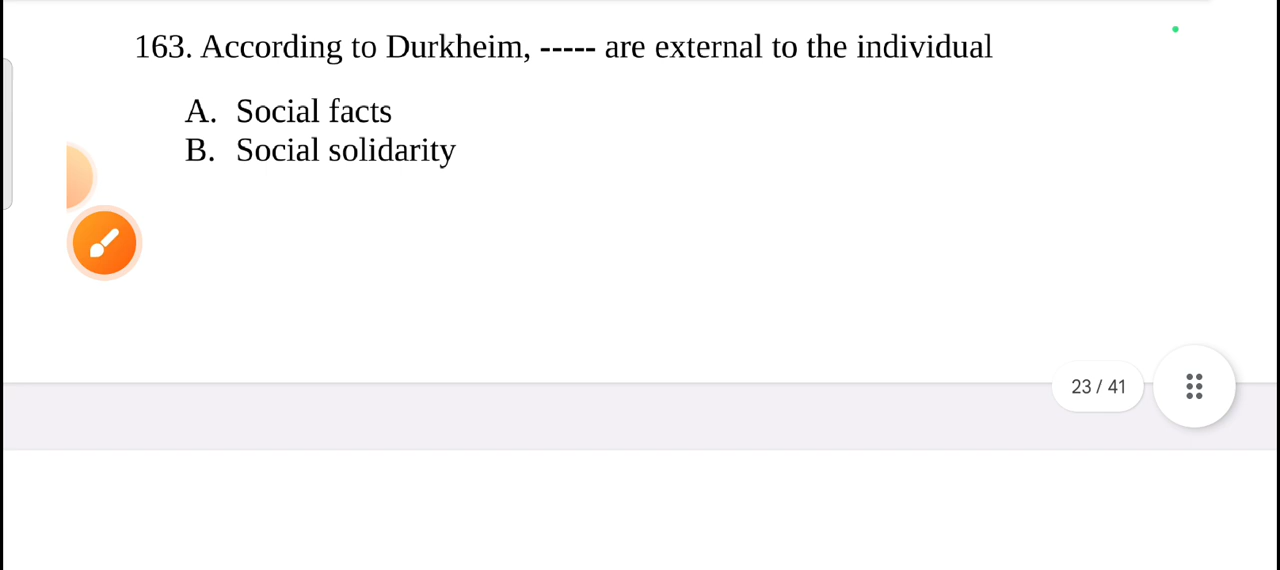 163. According to Durkheim, ----- are external to the individual
A. Social facts
B. Social solidarity
23 / 41